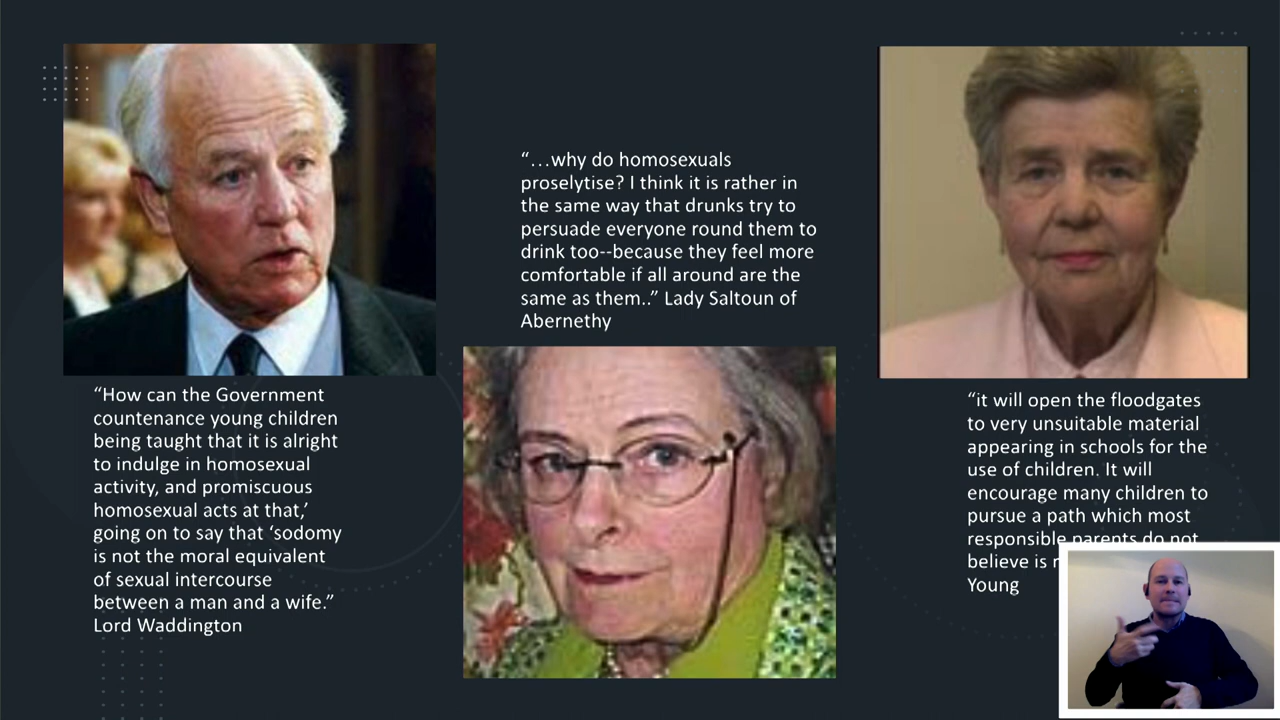 “How can the Government
countenance young children
being taught that it is alright
to indulge in homosexual
activity, and promiscuous
homosexual acts at that,’
going on to say that ‘sodomy
is not the moral equivalent
of sexual intercourse
between a man and a wife.”
Lord Waddington
“…why do homosexuals
proselytise? I think it is rather in
the same way that drunks try to
persuade everyone round them to
drink too--because they feel more
comfortable if all around are the
same as them..” Lady Saltoun of
Abernethy
“it will open the floodgates
to very unsuitable material
appearing in schools for the
use of children. It will
encourage many children to
pursue a path which most
responsible parents do not
believe is
Young